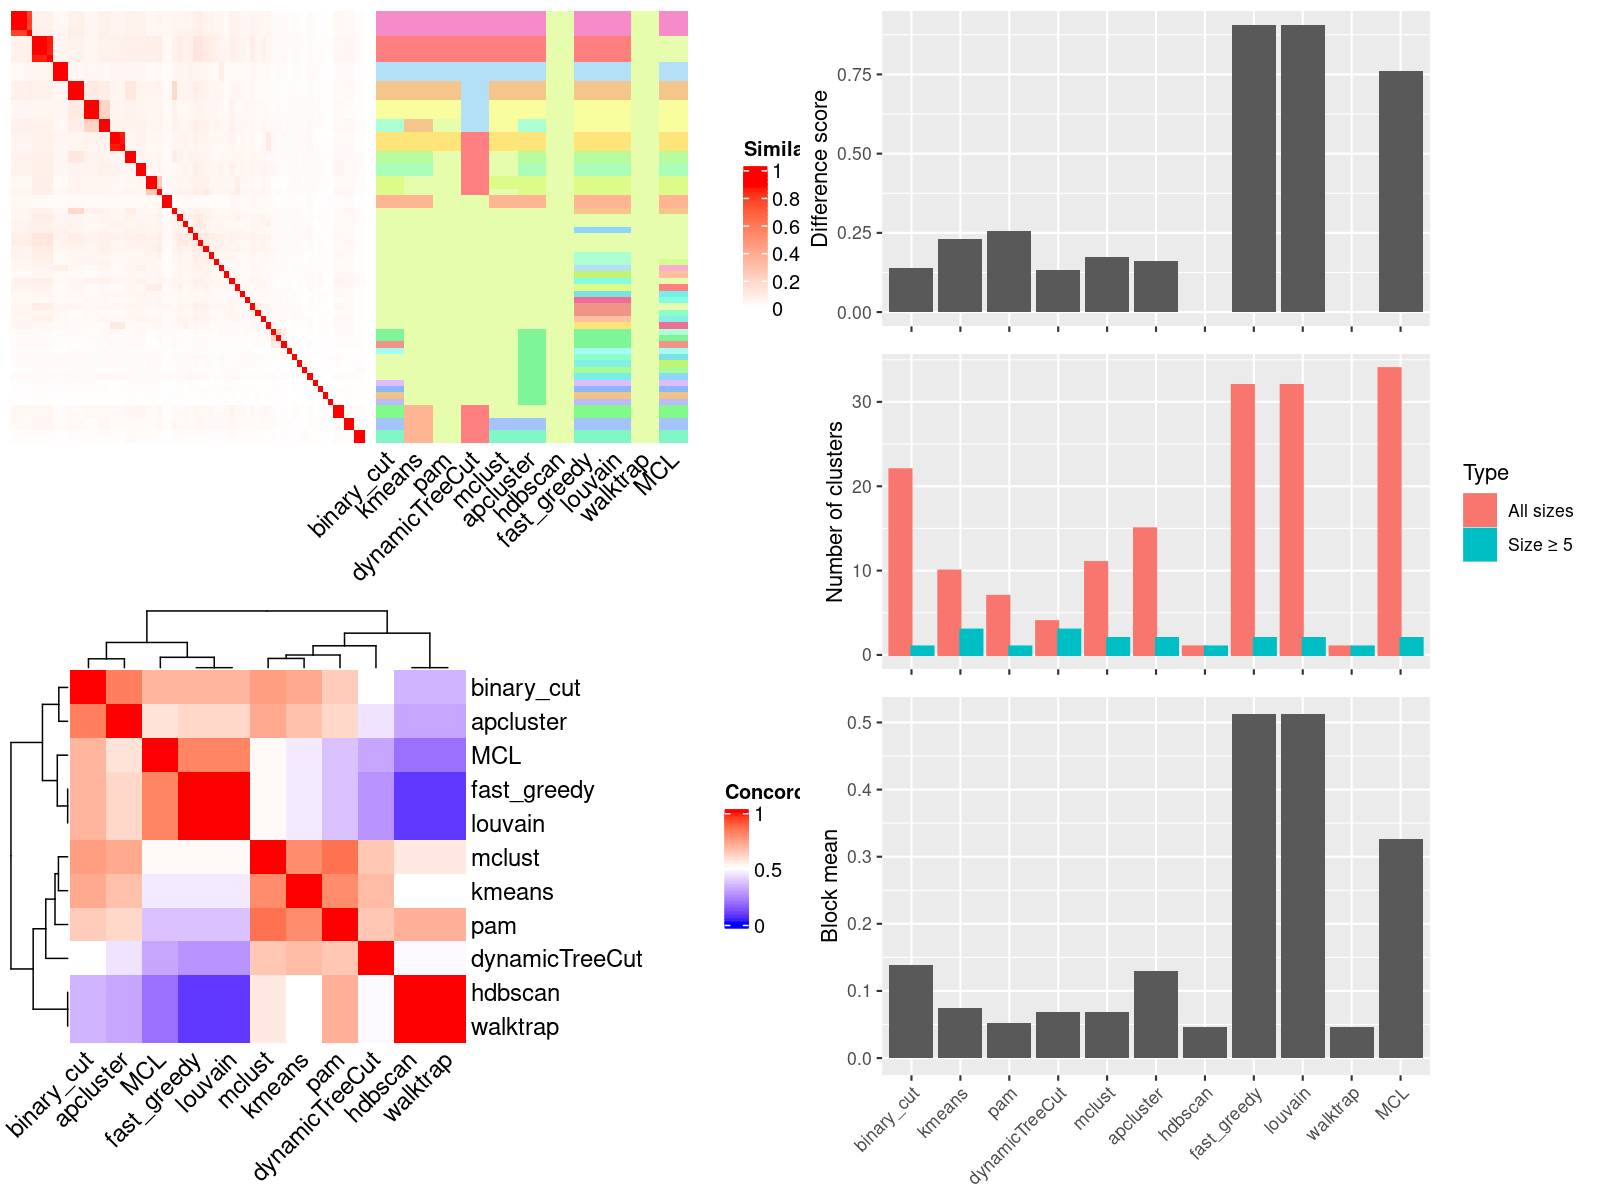 Simila
1
0.8
0.6
0.4
0.2
0
binary_cut
kmeans
pam
dynamicTreeCut
mclust
apcluster
hdbscan
fast_greedy
louvain
walktrap
MCL
Difference score
0.75
0.50
0.25
0.00
Number of clusters
30
20
10
0
Type
All sizes
Size ≥ 5
binary_cut
apcluster
MCL
fast_greedy
louvain
mclust
kmeans
pam
dynamicTreeCut
hdbscan
walktrap
binary_cut
apcluster
MCL
fast_greedy
louvain
mclust
kmeans
pam
dynamicTreeCut
hdbscan
walktrap
Concord
1
0.5
0
Block mean
0.5
0.4
0.3
0.2
0.1
0.0
binary_cut
kmeans
pam
dynamicTreeCut
mclust
apcluster
hdbscan
fast_greedy
louvain
walktrap
MCL